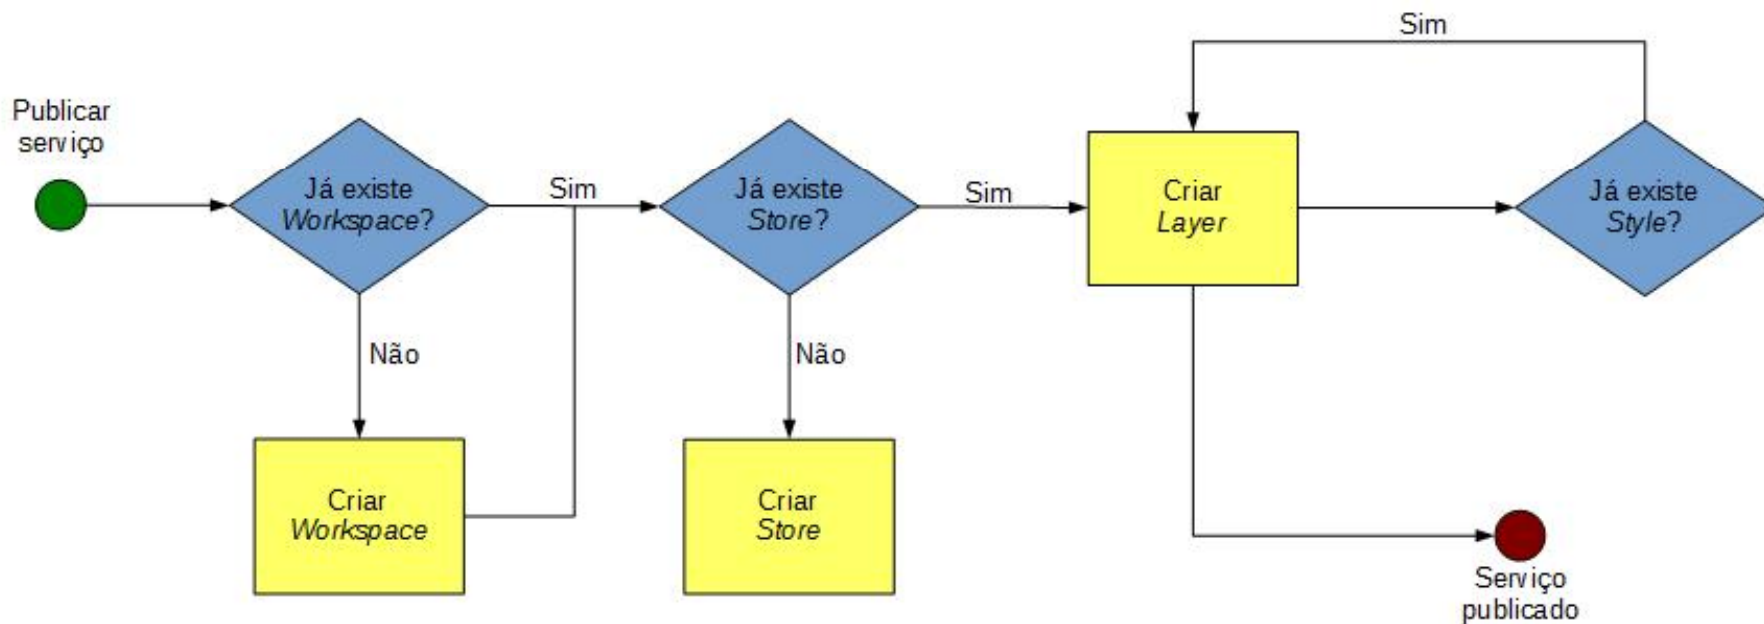 Publicar
serviço
Já existe
Workspace?
Sim
Não
Criar
Workspace
Já existe
Store?
Sim
Não
Criar
Store
Criar
Layer
Sim
Já existe
Style?
Serviço
publicado